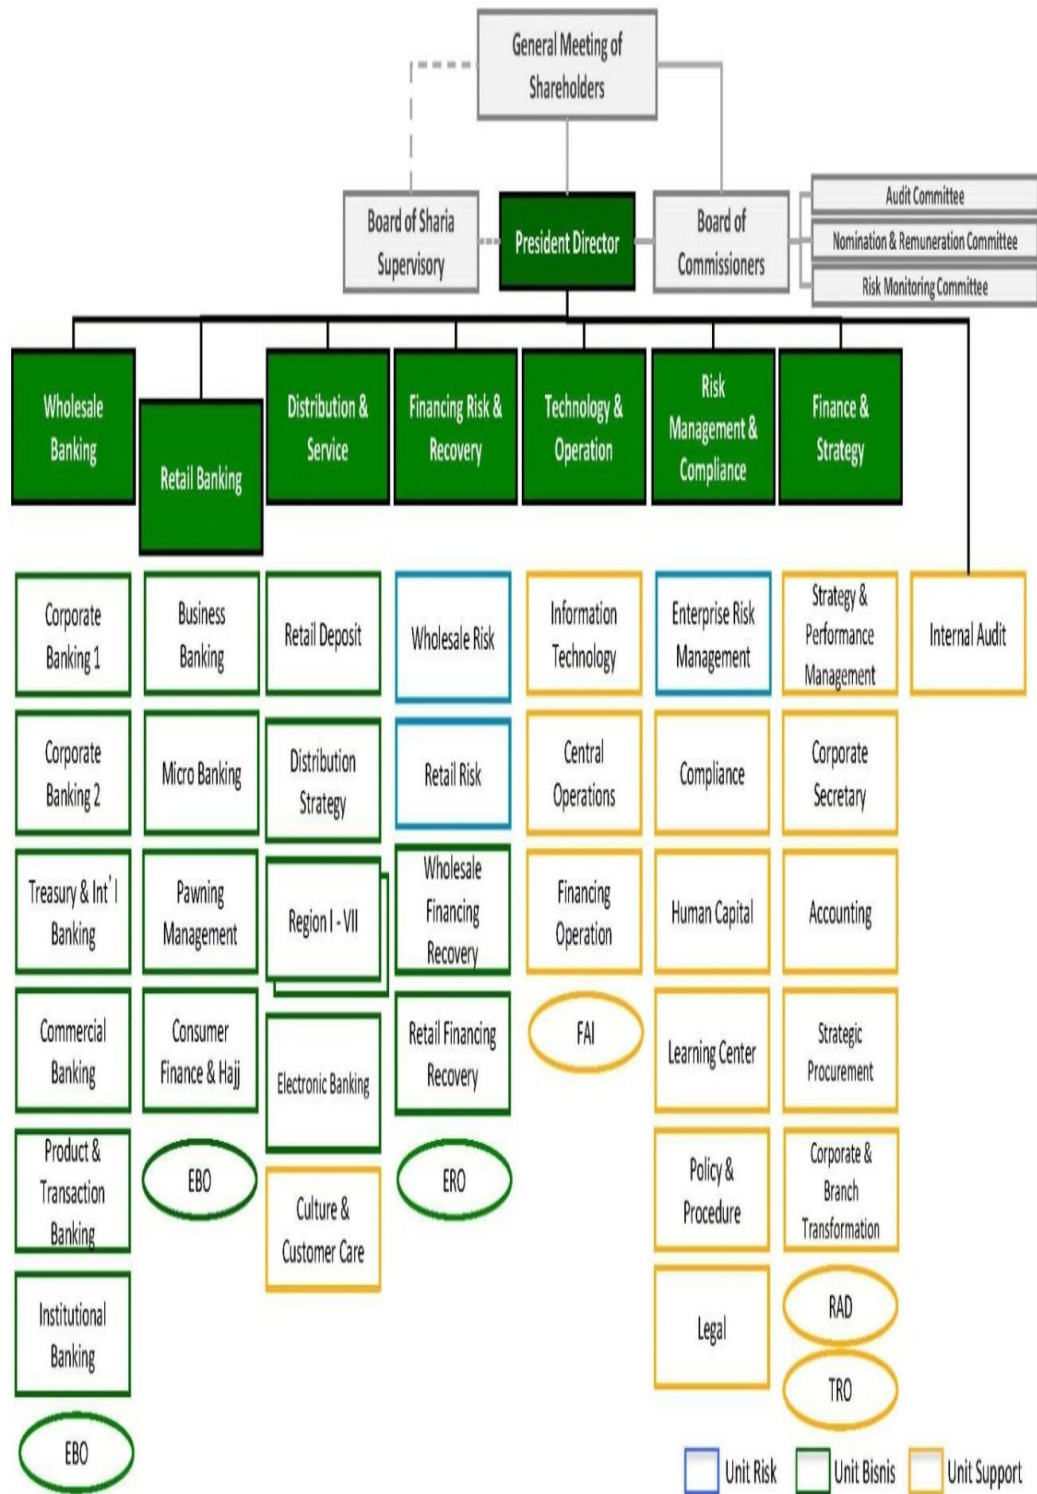 General Meeting of
Shareholders
Board of Sharia
Supervisory
President Director
Board of
Commissioners
Audit Committee
Nomination & Remuneration Committee
Risk Monitoring Committee
Wholesale
Banking
Retail Banking
Distribution &
Service
Financing Risk &
Recovery
Technology &
Operation
Risk
Management &
Compliance
Finance &
Strategy
Corporate
Banking 1
Corporate
Banking 2
Treasury & Int'l
Banking
Commercial
Banking
Product &
Transaction
Banking
Institutional
Banking
EBO
Business
Banking
Micro Banking
Pawning
Management
Consumer
Finance & Hajj
EBO
Retail Deposit
Distribution
Strategy
Region I - VII
Electronic Banking
Culture &
Customer Care
Wholesale Risk
Retail Risk
Wholesale
Financing
Recovery
Retail Financing
Recovery
ERO
Information
Technology
Central
Operations
Financing
Operation
FAI
Enterprise Risk
Management
Compliance
Human Capital
Learning Center
Policy &
Procedure
Legal
Strategy &
Performance
Management
Corporate
Secretary
Accounting
Strategic
Procurement
Corporate &
Branch
Transformation
RAD
TRO
Internal Audit
Unit Risk
Unit Bisnis
Unit Support